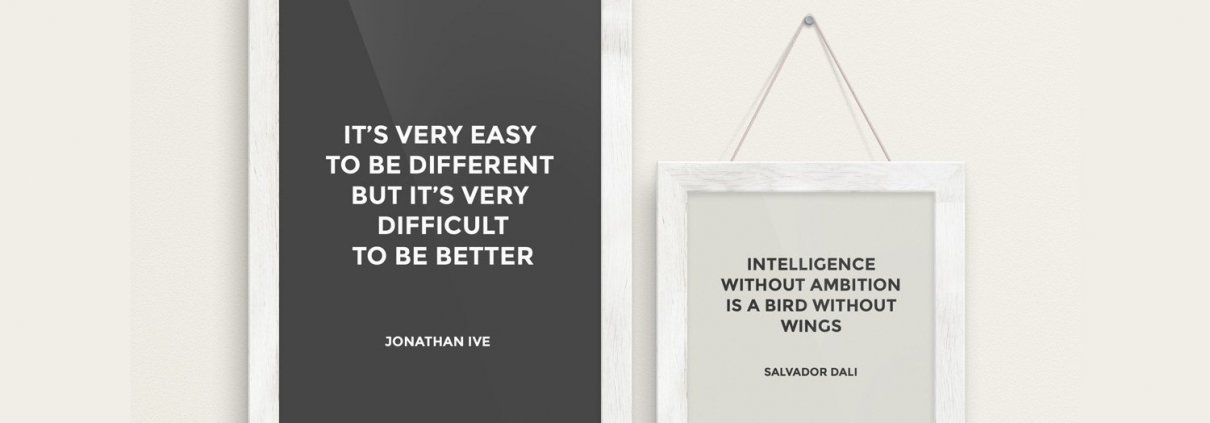 IT'S VERY EASY
TO BE DIFFERENT
BUT IT'S VERY
DIFFICULT
TO BE BETTER
JONATHAN IVE
INTELLIGENCE
WITHOUT AMBITION
IS A BIRD WITHOUT
WINGS
SALVADOR DALI